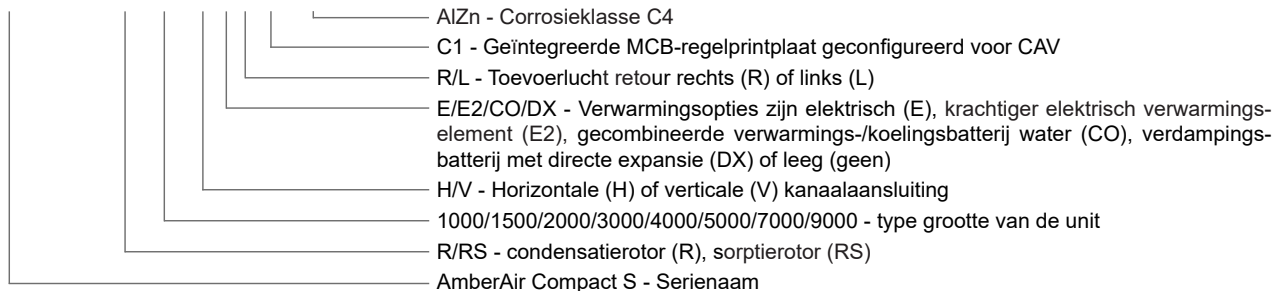 AlZn - Corrosieklasse C4
C1 - Geïntegreerde MCB-regelprintplaat geconfigureerd voor CAV
R/L - Toevoerlucht retour rechts (R) of links (L)
E/E2/CO/DX - Verwarmingsopties zijn elektrisch (E), krachtiger elektrisch verwarmings-
element (E2), gecombineerde verwarmings-/koelingsbatterij water (CO), verdampings-
batterij met directe expansie (DX) of leeg (geen)
H/V - Horizontale (H) of verticale (V) kanaalaansluiting
1000/1500/2000/3000/4000/5000/7000/9000 - type grootte van de unit
R/RS - condensatierotor (R), sorptierotor (RS)
AmberAir Compact S - Serienaam